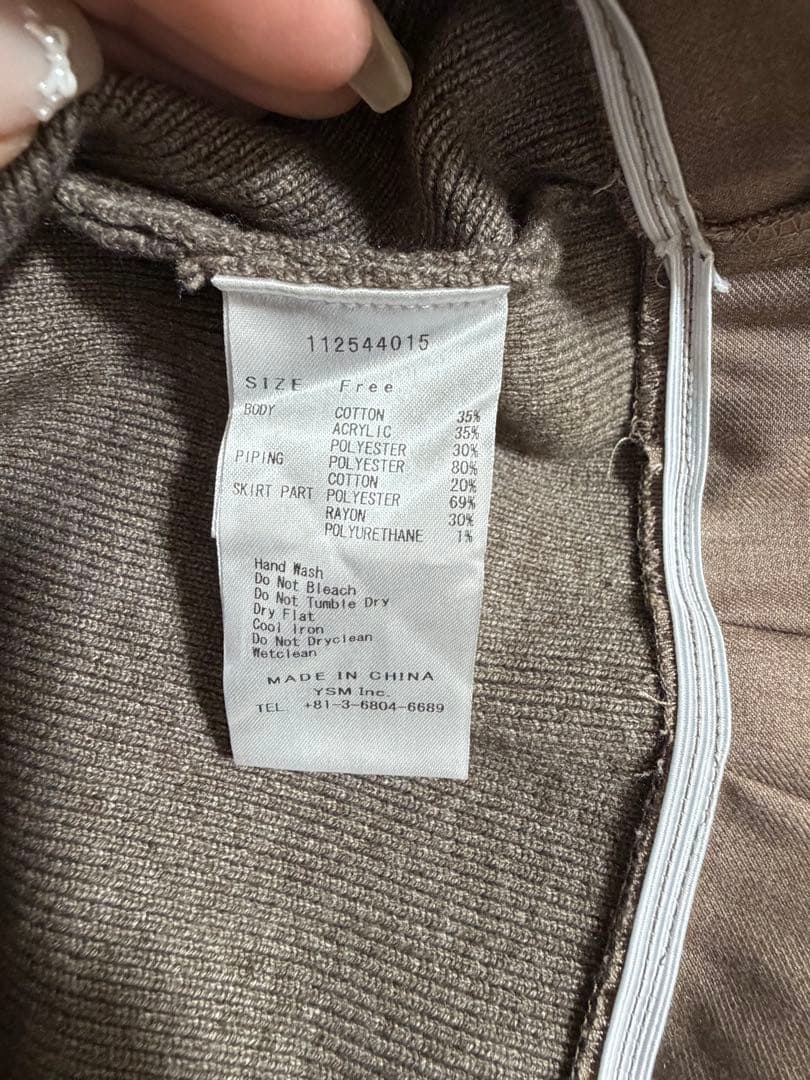 112544015
SIZE Free
BODY COTTON 35%
ACRYLIC 35%
POLYESTER 30%
PIPING POLYESTER 80%
COTTON 20%
SKIRT PART POLYESTER 69%
RAYON 30%
POLYURETHANE 1%
Hand Wash
Do Not Bleach
Do Not Tumble Dry
Dry Flat
Cool Iron
Do Not Dryclean
Wetclean
MADE IN CHINA
YSM Inc.
TEL. +81-3-6804-6689